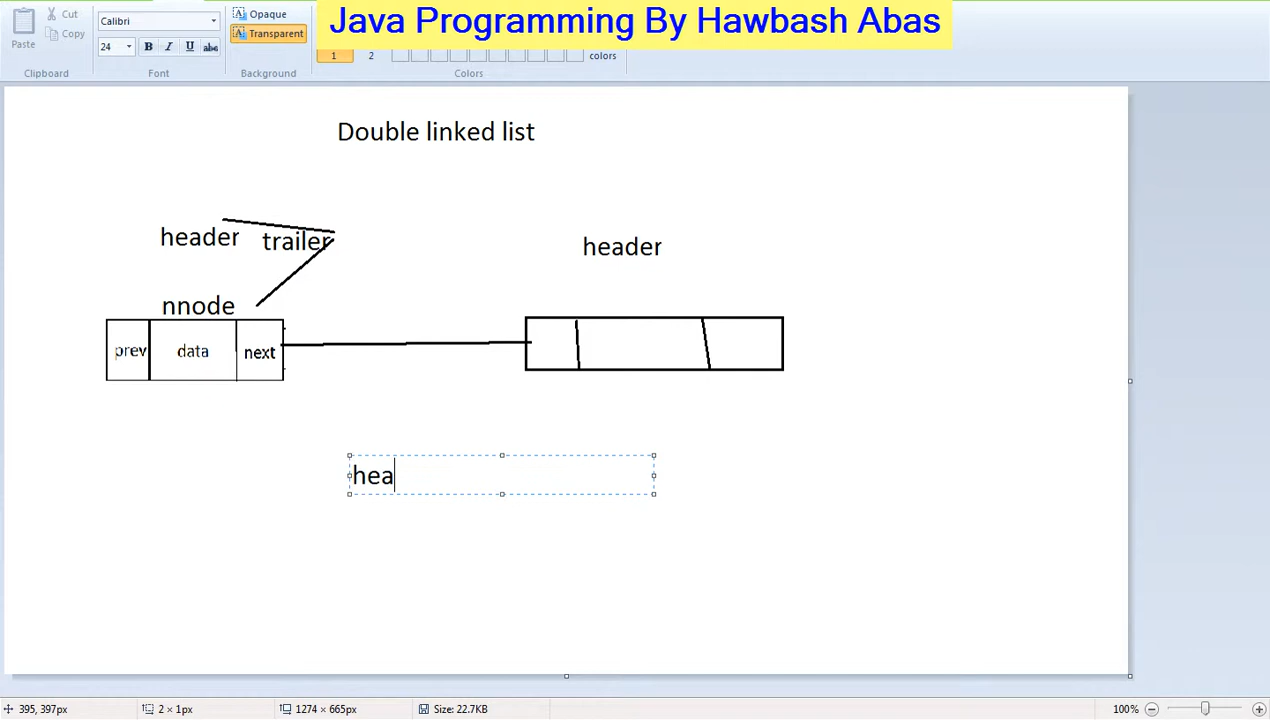 Java Programming By Hawbash Abas
Paste
Cut
Copy
Calibri
24
B I U abc
Opaque
Transparent
1
2
colors
Clipboard
Font
Background
Colors
Double linked list
header trailer
header
nnode
prev data next
hea
395, 397px
2 × 1px
1274 × 665px
Size: 22.7KB
100%